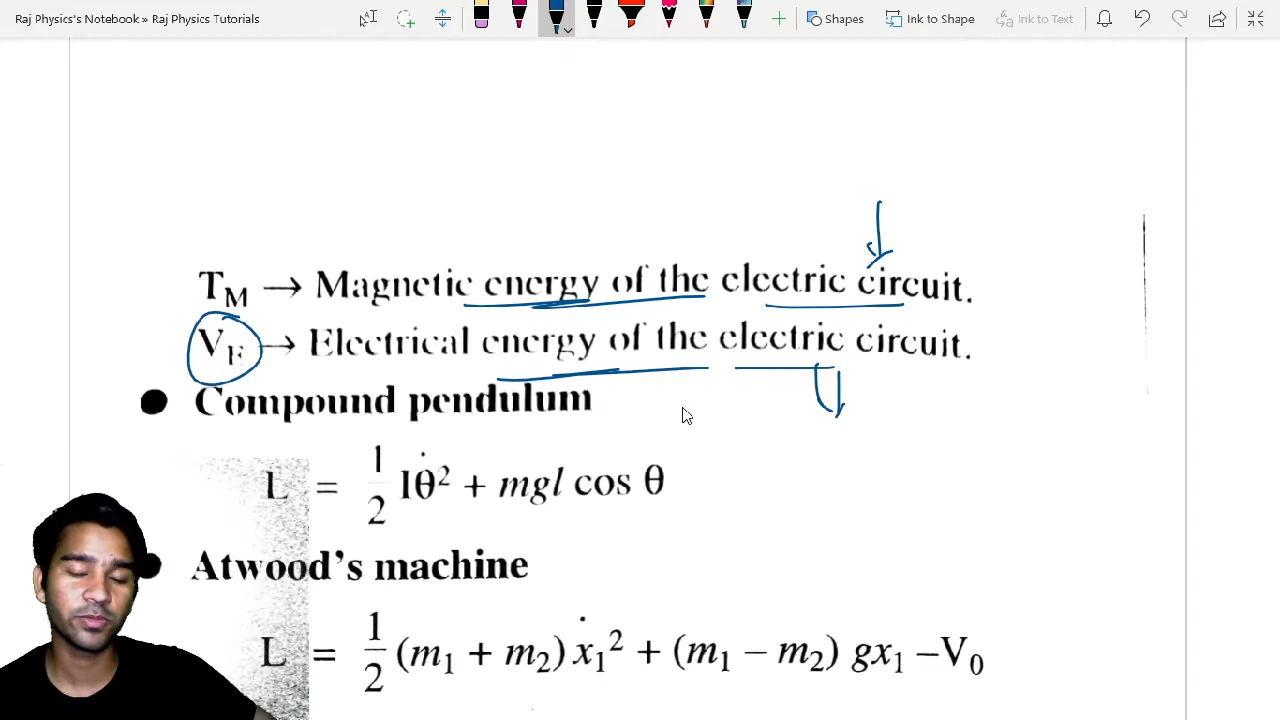 Raj Physics's Notebook » Raj Physics Tutorials
Shapes
Ink to Shape
Ink to Text
T_M → Magnetic energy of the electric circuit.
V_E → Electrical energy of the electric circuit.
● Compound pendulum
L = 1/2 Iθ̇² + mgl cos θ
● Atwood's machine
L = 1/2 (m₁ + m₂) ẋ₁² + (m₁ − m₂) gx₁ −V₀